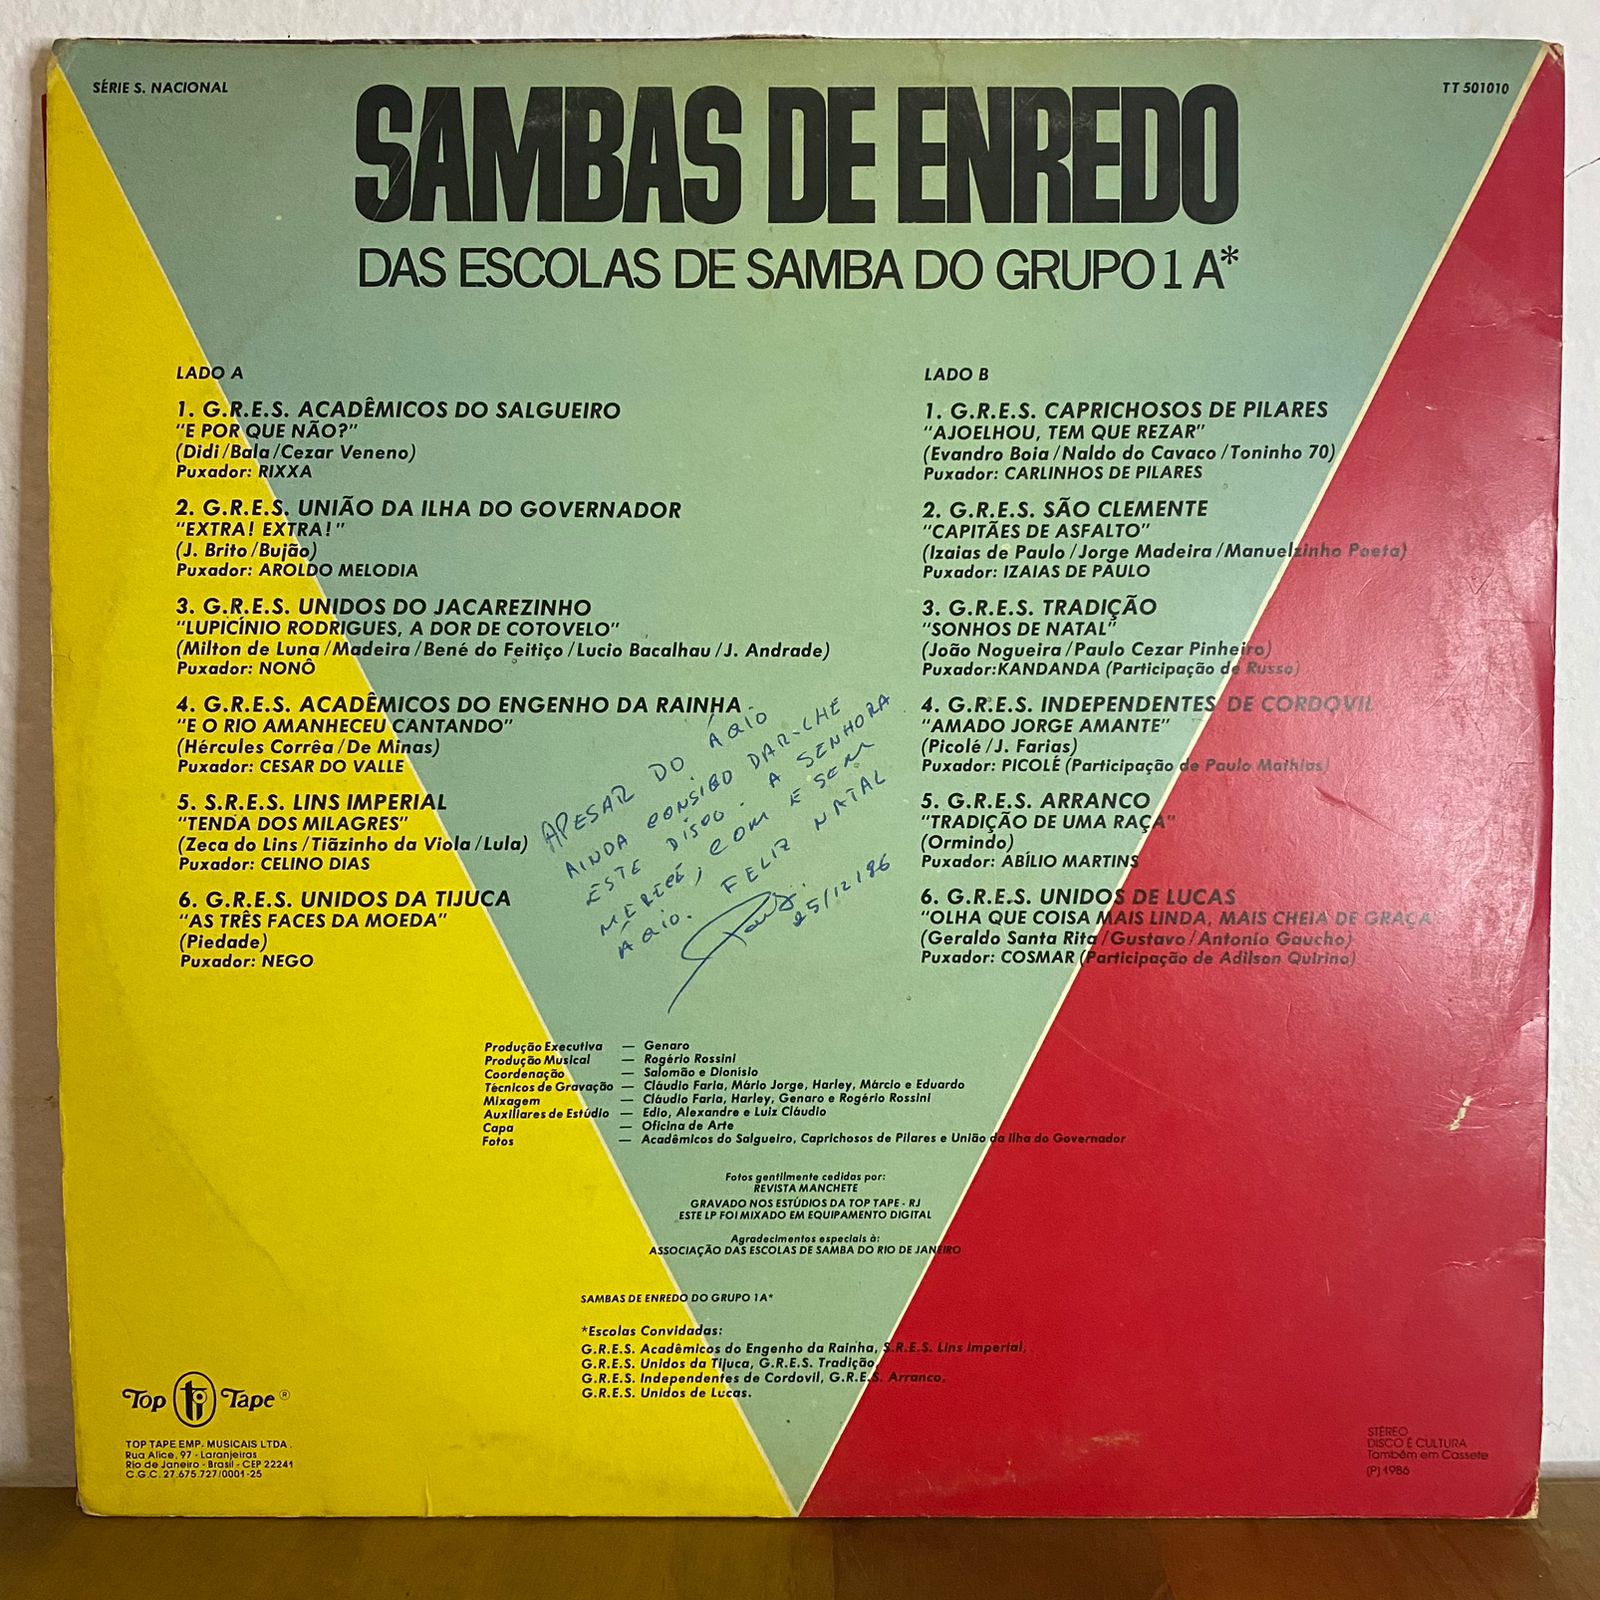 SÉRIE S. NACIONAL
TT 501010
SAMBAS DE ENREDO
DAS ESCOLAS DE SAMBA DO GRUPO 1 A*
LADO A
1. G.R.E.S. ACADÊMICOS DO SALGUEIRO
"E POR QUE NÃO?"
(Didi/Bala/Cezar Veneno)
Puxador: RIXXA
2. G.R.E.S. UNIÃO DA ILHA DO GOVERNADOR
"EXTRA! EXTRA!"
(J. Brito/Bujão)
Puxador: AROLDO MELODIA
3. G.R.E.S. UNIDOS DO JACAREZINHO
"LUPICÍNIO RODRIGUES, A DOR DE COTOVELO"
(Milton de Luna/Madeira/Bené do Feitiço/Lucio Bacalhau/J. Andrade)
Puxador: NONÔ
4. G.R.E.S. ACADÊMICOS DO ENGENHO DA RAINHA
"E O RIO AMANHECEU CANTANDO"
(Hércules Corrêa/De Minas)
Puxador: CESAR DO VALLE
5. S.R.E.S. LINS IMPERIAL
"TENDA DOS MILAGRES"
(Zeca do Lins/Tiãzinho da Viola/Lula)
Puxador: CELINO DIAS
6. G.R.E.S. UNIDOS DA TIJUCA
"AS TRÊS FACES DA MOEDA"
(Piedade)
Puxador: NEGO
LADO B
1. G.R.E.S. CAPRICHOSOS DE PILARES
"AJOELHOU, TEM QUE REZAR"
(Evandro Boia/Naldo do Cavaco/Toninho 70)
Puxador: CARLINHOS DE PILARES
2. G.R.E.S. SÃO CLEMENTE
"CAPITÃES DE ASFALTO"
(Izaias de Paulo/Jorge Madeira/Manuelzinho Poeta)
Puxador: IZAIAS DE PAULO
3. G.R.E.S. TRADIÇÃO
"SONHOS DE NATAL"
(João Nogueira/Paulo Cezar Pinheiro)
Puxador:KANDANDA (Participação de Russo)
4. G.R.E.S. INDEPENDENTES DE CORDOVIL
"AMADO JORGE AMANTE"
(Picolé/J. Farias)
Puxador: PICOLÉ (Participação de Paulo Mathias)
5. G.R.E.S. ARRANCO
"TRADIÇÃO DE UMA RAÇA"
(Ormindo)
Puxador: ABÍLIO MARTINS
6. G.R.E.S. UNIDOS DE LUCAS
"OLHA QUE COISA MAIS LINDA, MAIS CHEIA DE GRAÇA
(Geraldo Santa Rita/Gustavo/Antonio Gaucho)
Puxador: COSMAR (Participação de Adilson Quirino)
APESAR DO ÁGIO
AINDA CONSIGO DAR-LHE
ESTE DISCO. A SENHORA
MERECE, COM E SEM
ÁGIO. FELIZ NATAL
25/12/86
Produção Executiva — Genaro
Produção Musical — Rogério Rossini
Coordenação — Salomão e Dionísio
Técnicos de Gravação — Cláudio Faria, Mário Jorge, Harley, Márcio e Eduardo
Mixagem — Cláudio Faria, Harley, Genaro e Rogério Rossini
Auxiliares de Estúdio — Edio, Alexandre e Luiz Cláudio
Capa — Oficina de Arte
Fotos — Acadêmicos do Salgueiro, Caprichosos de Pilares e União da Ilha do Governador
Fotos gentilmente cedidas por:
REVISTA MANCHETE
GRAVADO NOS ESTÚDIOS DA TOP TAPE - RJ
ESTE LP FOI MIXADO EM EQUIPAMENTO DIGITAL
Agradecimentos especiais à:
ASSOCIAÇÃO DAS ESCOLAS DE SAMBA DO RIO DE JANEIRO
SAMBAS DE ENREDO DO GRUPO 1A*
*Escolas Convidadas:
G.R.E.S. Acadêmicos do Engenho da Rainha, S.R.E.S. Lins Imperial,
G.R.E.S. Unidos da Tijuca, G.R.E.S. Tradição,
G.R.E.S. Independentes de Cordovil, G.R.E.S. Arranco,
G.R.E.S. Unidos de Lucas.
Top Tape ®
TOP TAPE EMP. MUSICAIS LTDA.
Rua Alice, 97 - Laranjeiras
Rio de Janeiro - Brasil - CEP 22241
C.G.C. 27.675.727/0001-25
STÉREO
DISCO É CULTURA
Também em Cassete
(P) 1986